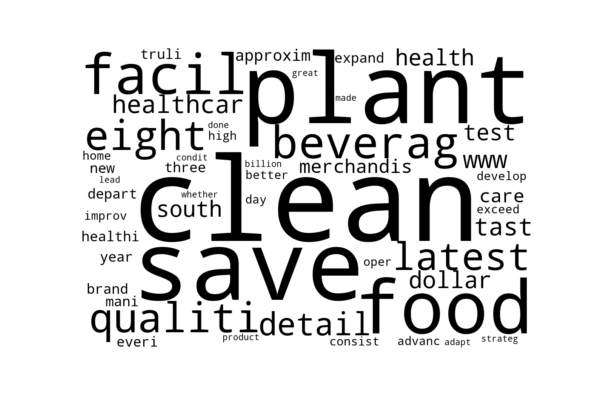 truli approxim expand health
facil plant
great
healthcar made
eight done high beverag test
home condit billion merchandis www
new three better develop
lead clean
depart whether day care
improv south exceed
healthi tast
year save oper latest
brand dollar
mani food
qualiti detail
everi product consist advanc adapt strateg